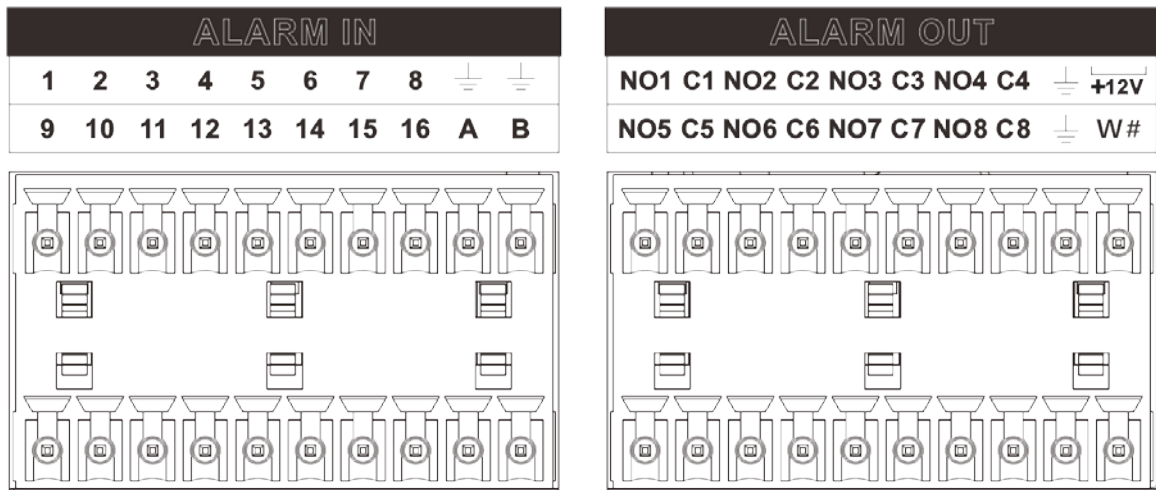 ALARM IN
1 2 3 4 5 6 7 8
9 10 11 12 13 14 15 16 A B
ALARM OUT
NO1 C1 NO2 C2 NO3 C3 NO4 C4 +12V
NO5 C5 NO6 C6 NO7 C7 NO8 C8 W#